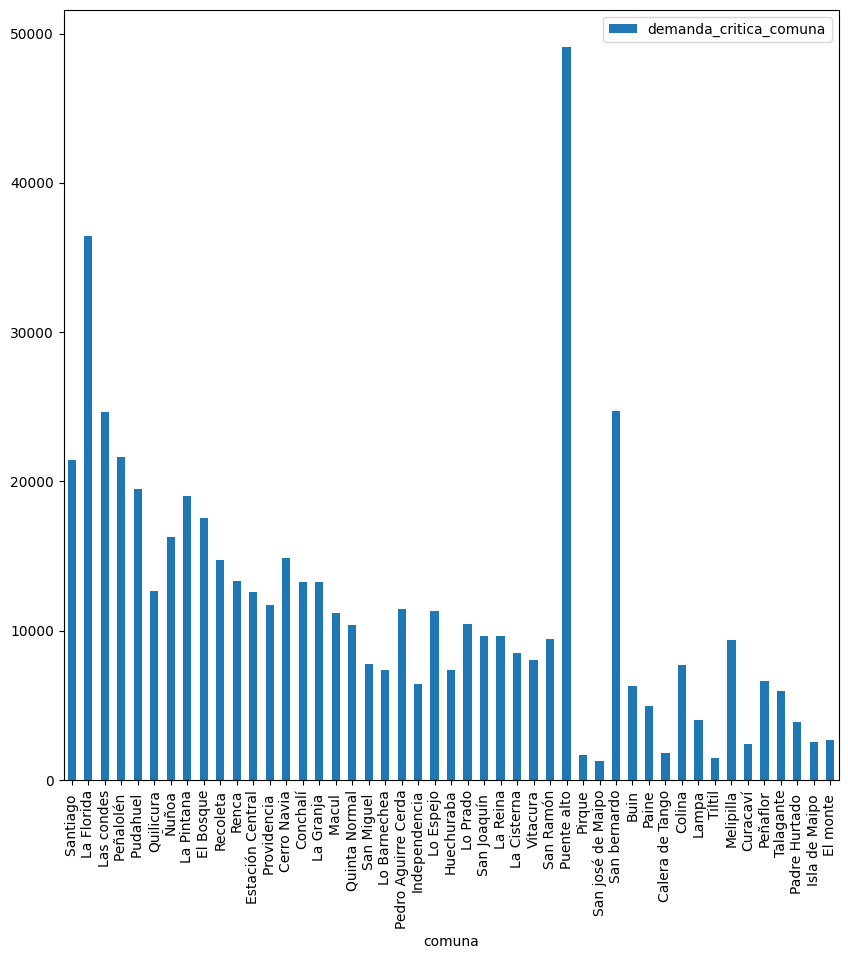 demanda_critica_comuna
50000
40000
30000
20000
10000
0
Santiago
La Florida
Las condes
Peñalolén
Pudahuel
Quilicura
Ñuñoa
La Pintana
El Bosque
Recoleta
Renca
Estación Central
Providencia
Cerro Navia
Conchalí
La Granja
Macul
Quinta Normal
San Miguel
Lo Barnechea
Pedro Aguirre Cerda
Independencia
Lo Espejo
Huechuraba
Lo Prado
San Joaquín
La Reina
La Cisterna
Vitacura
San Ramón
Puente alto
Pirque
San josé de Maipo
San bernardo
Buin
Paine
Calera de Tango
Colina
Lampa
Tiltil
Melipilla
Curacaví
Peñaflor
Talagante
Padre Hurtado
Isla de Maipo
El monte
comuna